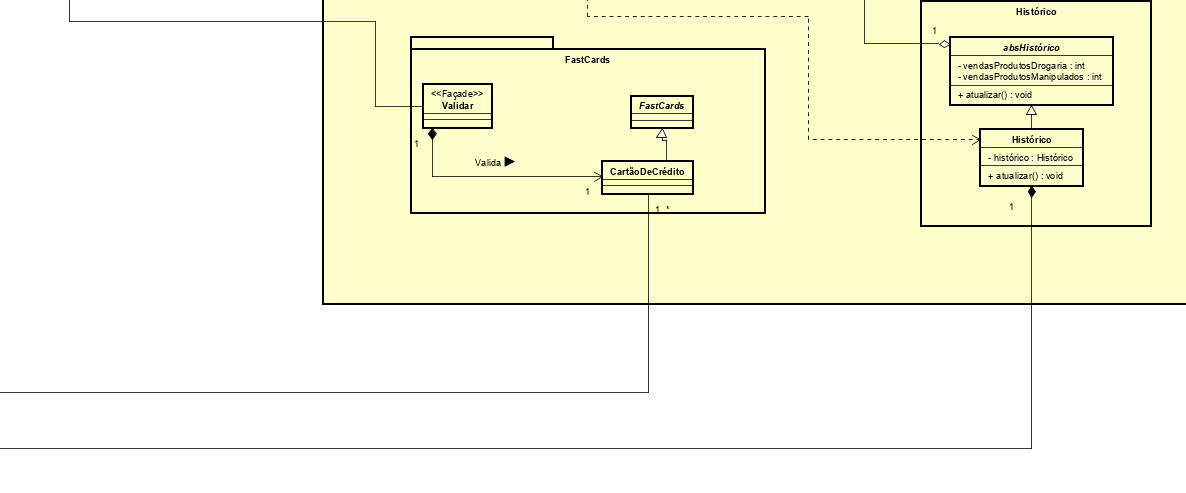 FastCards
<<Façade>>
Validar
1
Valida
1
FastCards
CartãoDeCrédito
1 *
Histórico
1
absHistórico
- vendasProdutosDrogaria : int
- vendasProdutosManipulados : int
+ atualizar() : void
Histórico
- histórico : Histórico
+ atualizar() : void
1